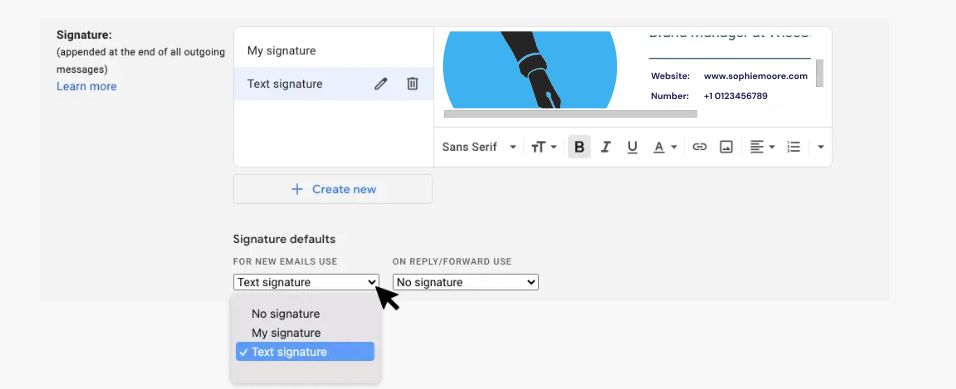 Signature:
(appended at the end of all outgoing
messages)
Learn more
My signature
Text signature
Brand manager at
Website: www.sophiemoore.com
Number: +1 0123456789
Sans Serif
B I U A
Create new
Signature defaults
FOR NEW EMAILS USE
ON REPLY/FORWARD USE
Text signature
No signature
No signature
My signature
Text signature